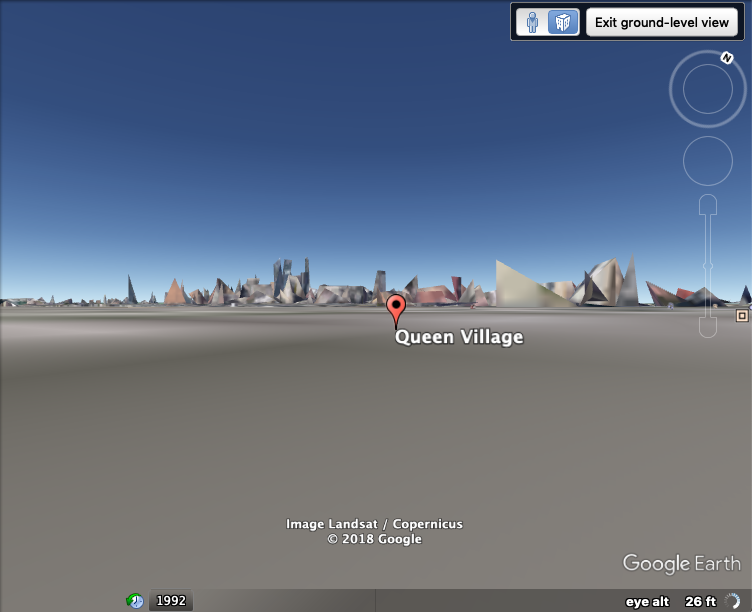 Exit ground-level view
N
Queen Village
Image Landsat / Copernicus
© 2018 Google
Google Earth
1992
eye alt 26 ft